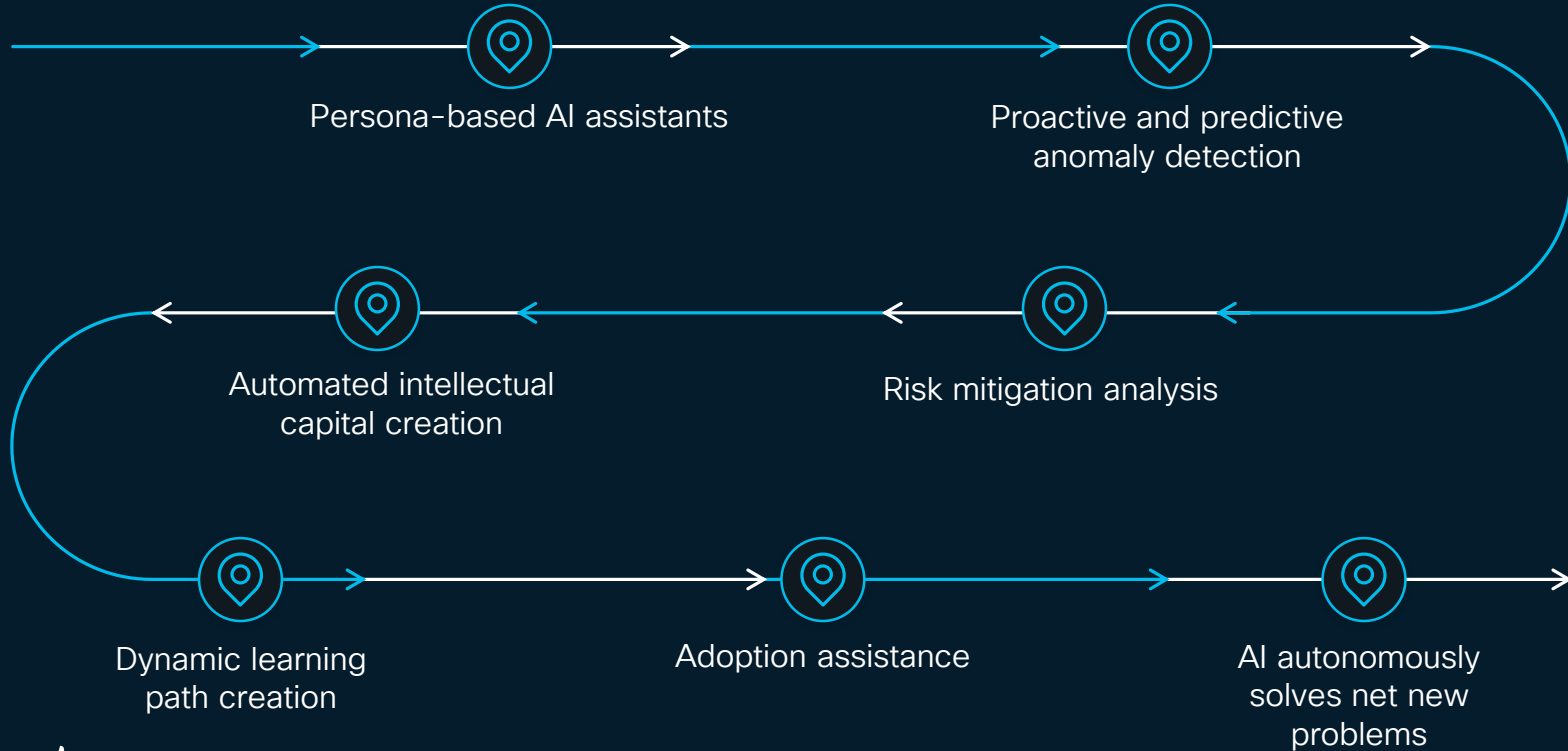 Persona-based AI assistants
Proactive and predictive
anomaly detection
Risk mitigation analysis
Automated intellectual
capital creation
Dynamic learning
path creation
Adoption assistance
AI autonomously
solves net new
problems